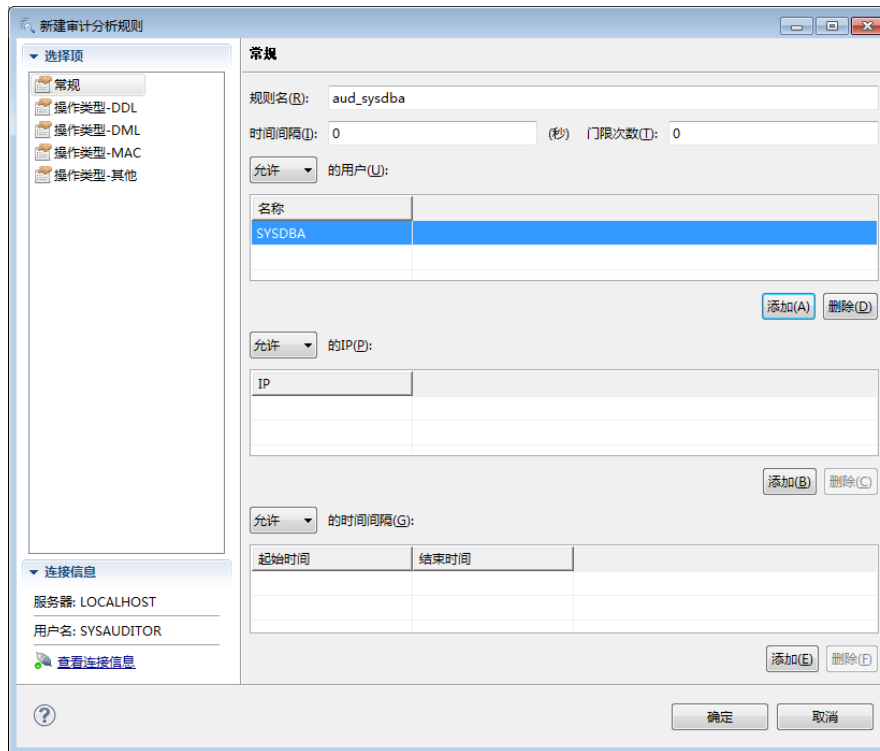 新建审计分析规则
选择项
常规
操作类型-DDL
操作类型-DML
操作类型-MAC
操作类型-其他
连接信息
服务器: LOCALHOST
用户名: SYSAUDITOR
查看连接信息
常规
规则名(R): aud_sysdba
时间间隔(I): 0 (秒) 门限次数(T): 0
允许 的用户(U):
名称
SYSDBA
添加(A) 删除(D)
允许 的IP(P):
IP
添加(B) 删除(C)
允许 的时间间隔(G):
起始时间 结束时间
添加(E) 删除(F)
?
确定 取消